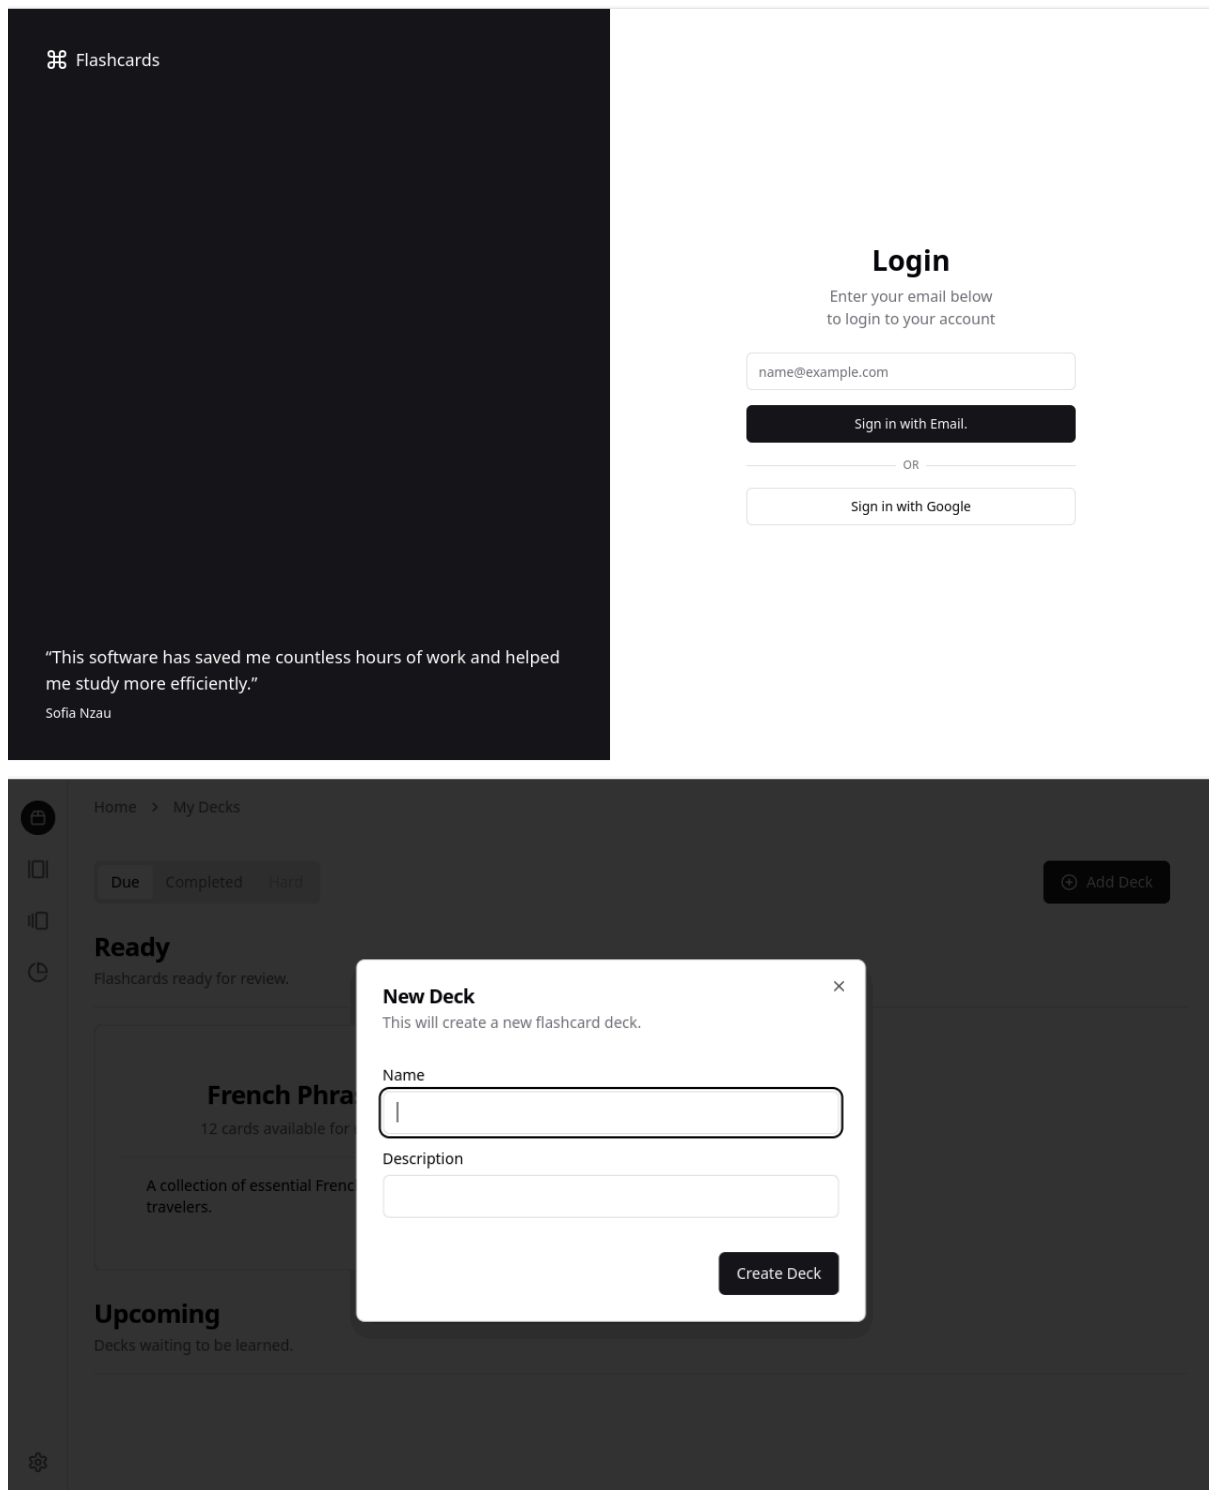 Flashcards
Login
Enter your email below
to login to your account
name@example.com
Sign in with Email.
OR
Sign in with Google
“This software has saved me countless hours of work and helped
me study more efficiently.”
Sofia Nzau
Home
My Decks
Due
Completed
Hard
Add Deck
Ready
Flashcards ready for review.
French Phra
12 cards available for
A collection of essential Frenc
travelers.
New Deck
This will create a new flashcard deck.
Name
Description
Create Deck
Upcoming
Decks waiting to be learned.